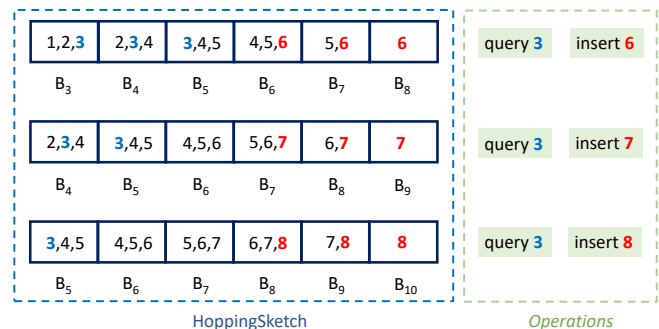 1,2,3 2,3,4 3,4,5 4,5,6 5,6 6 query 3 insert 6
B₃ B₄ B₅ B₆ B₇ B₈
2,3,4 3,4,5 4,5,6 5,6,7 6,7 7 query 3 insert 7
B₄ B₅ B₆ B₇ B₈ B₉
3,4,5 4,5,6 5,6,7 6,7,8 7,8 8 query 3 insert 8
B₅ B₆ B₇ B₈ B₉ B₁₀
HoppingSketch Operations